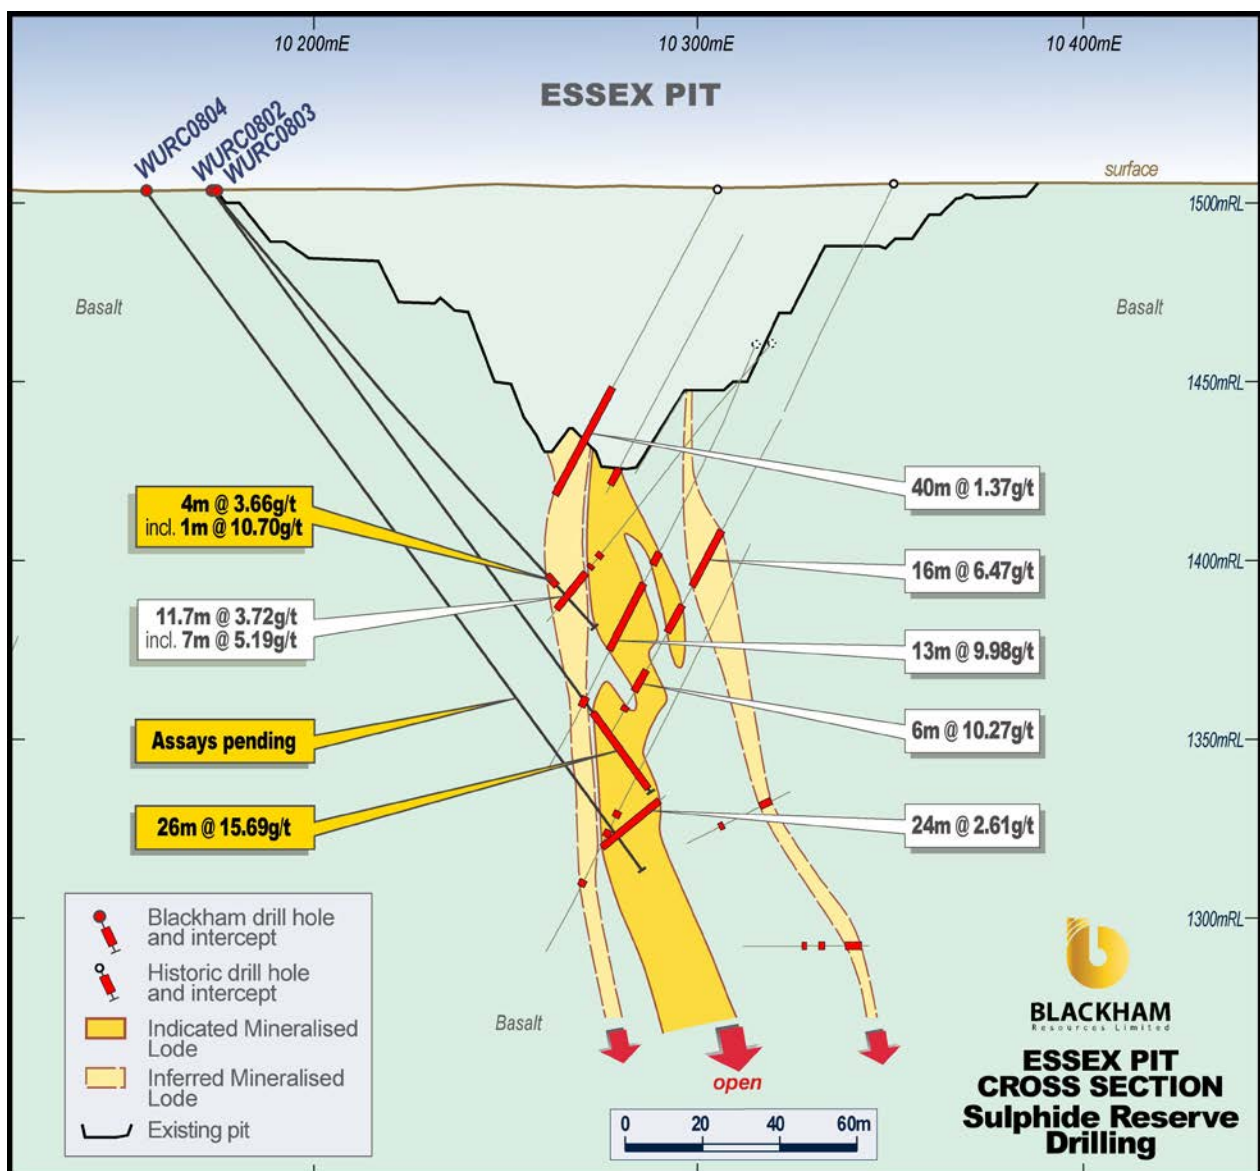 10 200mE
10 300mE
10 400mE
ESSEX PIT
WURC0804
WURC0802
WURC0803
surface
1500mRL
Basalt
Basalt
1450mRL
4m @ 3.66g/t
incl. 1m @ 10.70g/t
40m @ 1.37g/t
1400mRL
16m @ 6.47g/t
11.7m @ 3.72g/t
incl. 7m @ 5.19g/t
13m @ 9.98g/t
6m @ 10.27g/t
Assays pending
1350mRL
26m @ 15.69g/t
24m @ 2.61g/t
1300mRL
Blackham drill hole
and intercept
Historic drill hole
and intercept
Indicated Mineralised
Lode
Inferred Mineralised
Lode
Existing pit
Basalt
open
0 20 40 60m
BLACKHAM
Resources Limited
ESSEX PIT
CROSS SECTION
Sulphide Reserve
Drilling